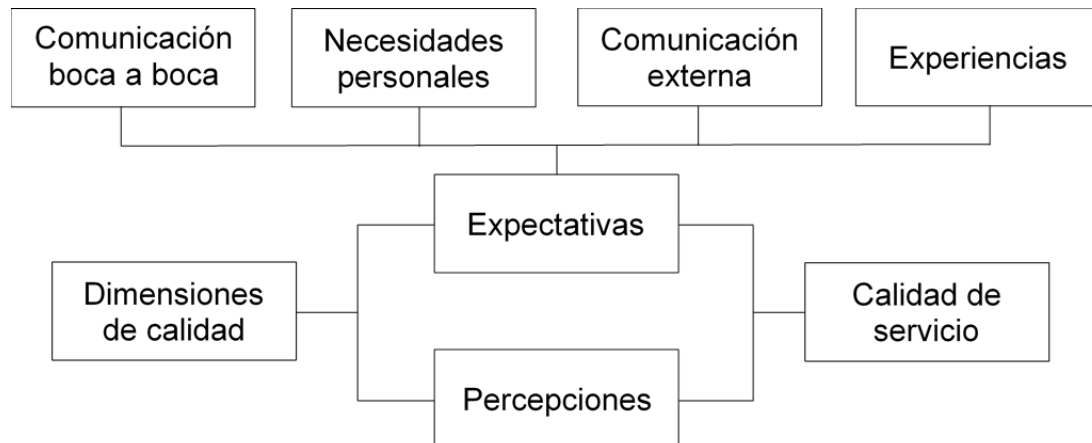 Comunicación
boca a boca
Necesidades
personales
Comunicación
externa
Experiencias
Expectativas
Dimensiones
de calidad
Calidad de
servicio
Percepciones